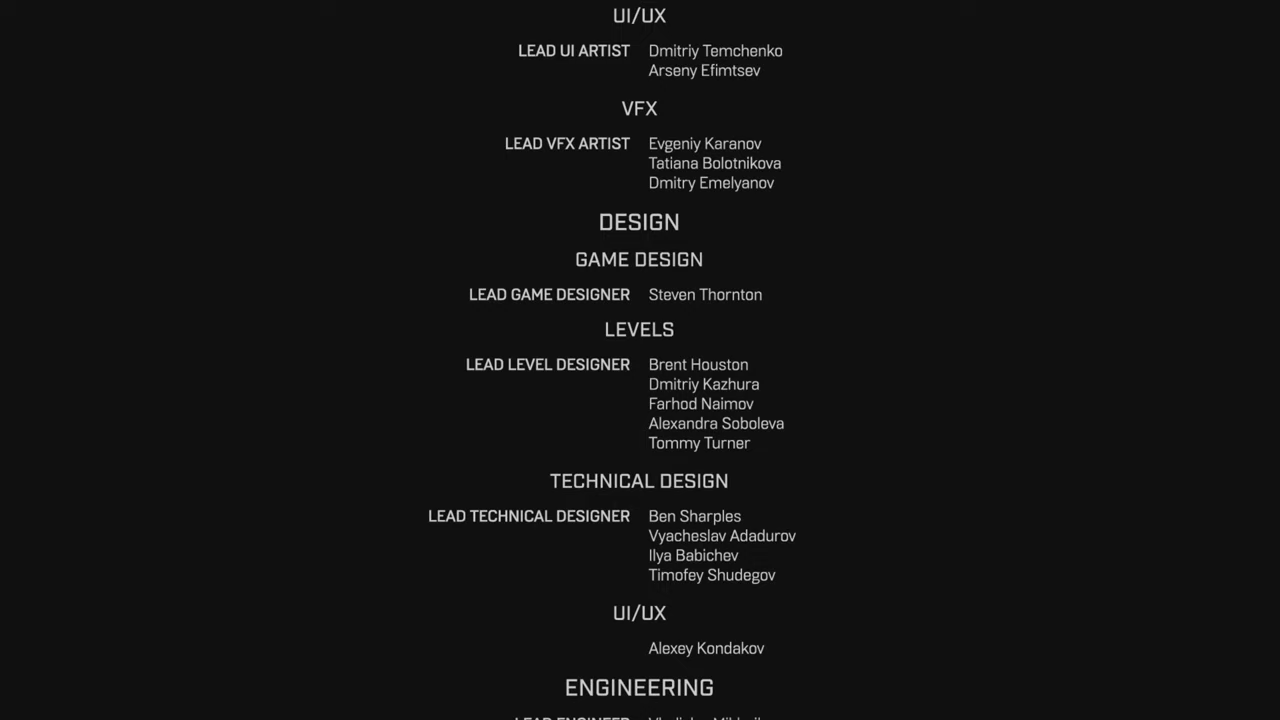 UI/UX
LEAD UI ARTIST Dmitriy Temchenko
Arseny Efimtsev
VFX
LEAD VFX ARTIST Evgeniy Karanov
Tatiana Bolotnikova
Dmitry Emelyanov
DESIGN
GAME DESIGN
LEAD GAME DESIGNER Steven Thornton
LEVELS
LEAD LEVEL DESIGNER Brent Houston
Dmitriy Kazhura
Farhod Naimov
Alexandra Soboleva
Tommy Turner
TECHNICAL DESIGN
LEAD TECHNICAL DESIGNER Ben Sharples
Vyacheslav Adadurov
Ilya Babichev
Timofey Shudegov
UI/UX
Alexey Kondakov
ENGINEERING
LEAD ENGINEER